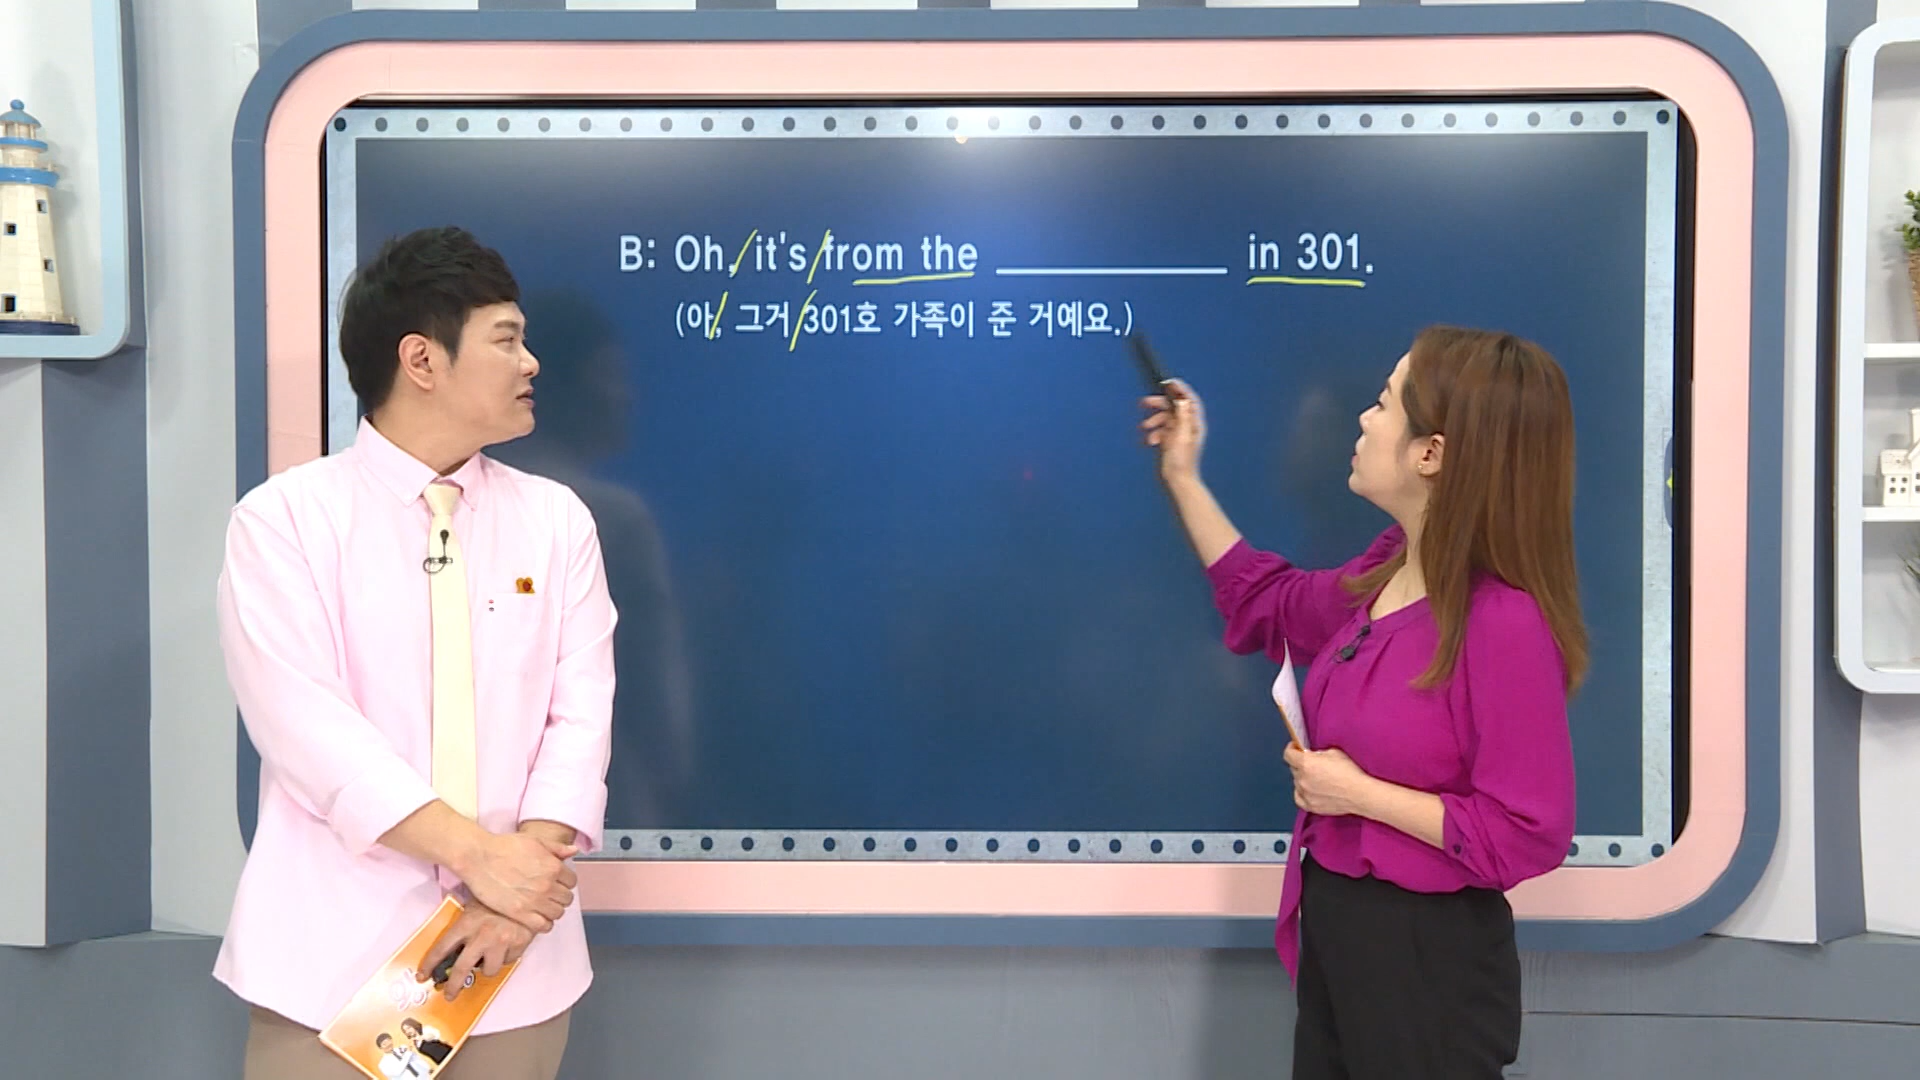 B: Oh, it's from the __________ in 301.
(아, 그거 301호 가족이 준 거예요.)